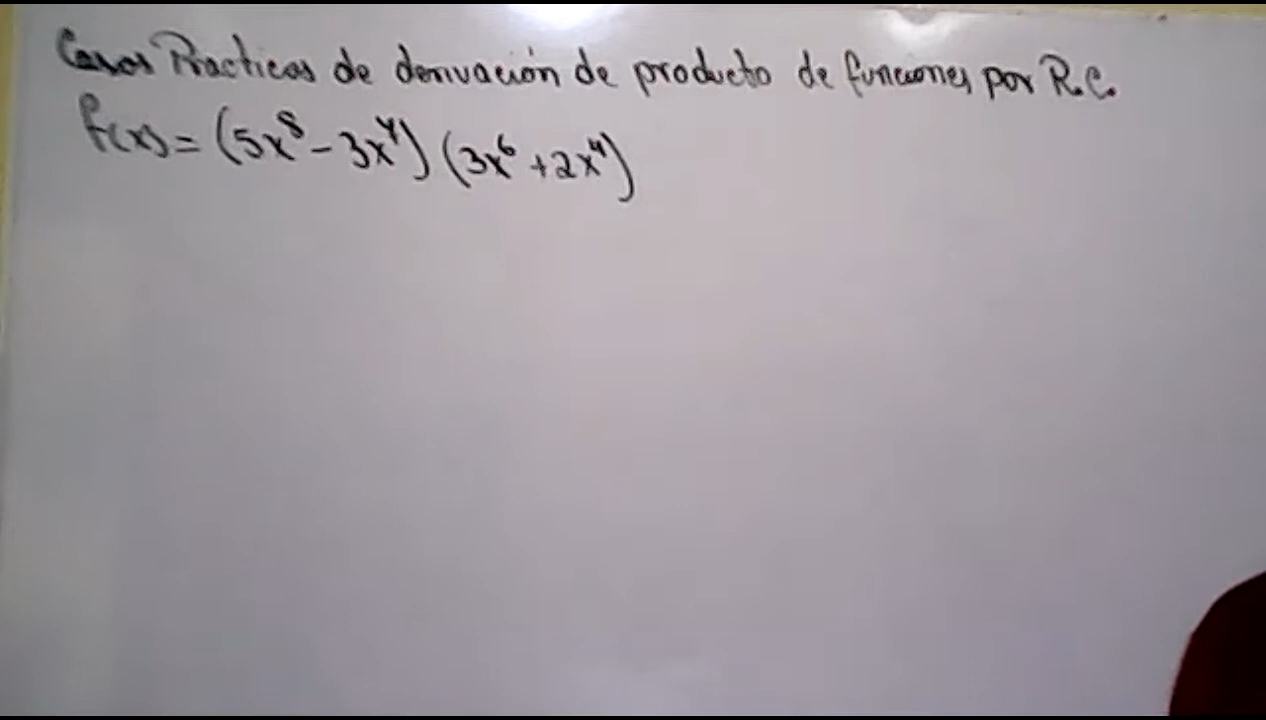 Casos Practicos de derivación de producto de funciones por R.C.
f(x) = (5x⁸ - 3x⁴) (3x⁶ + 2x⁴)